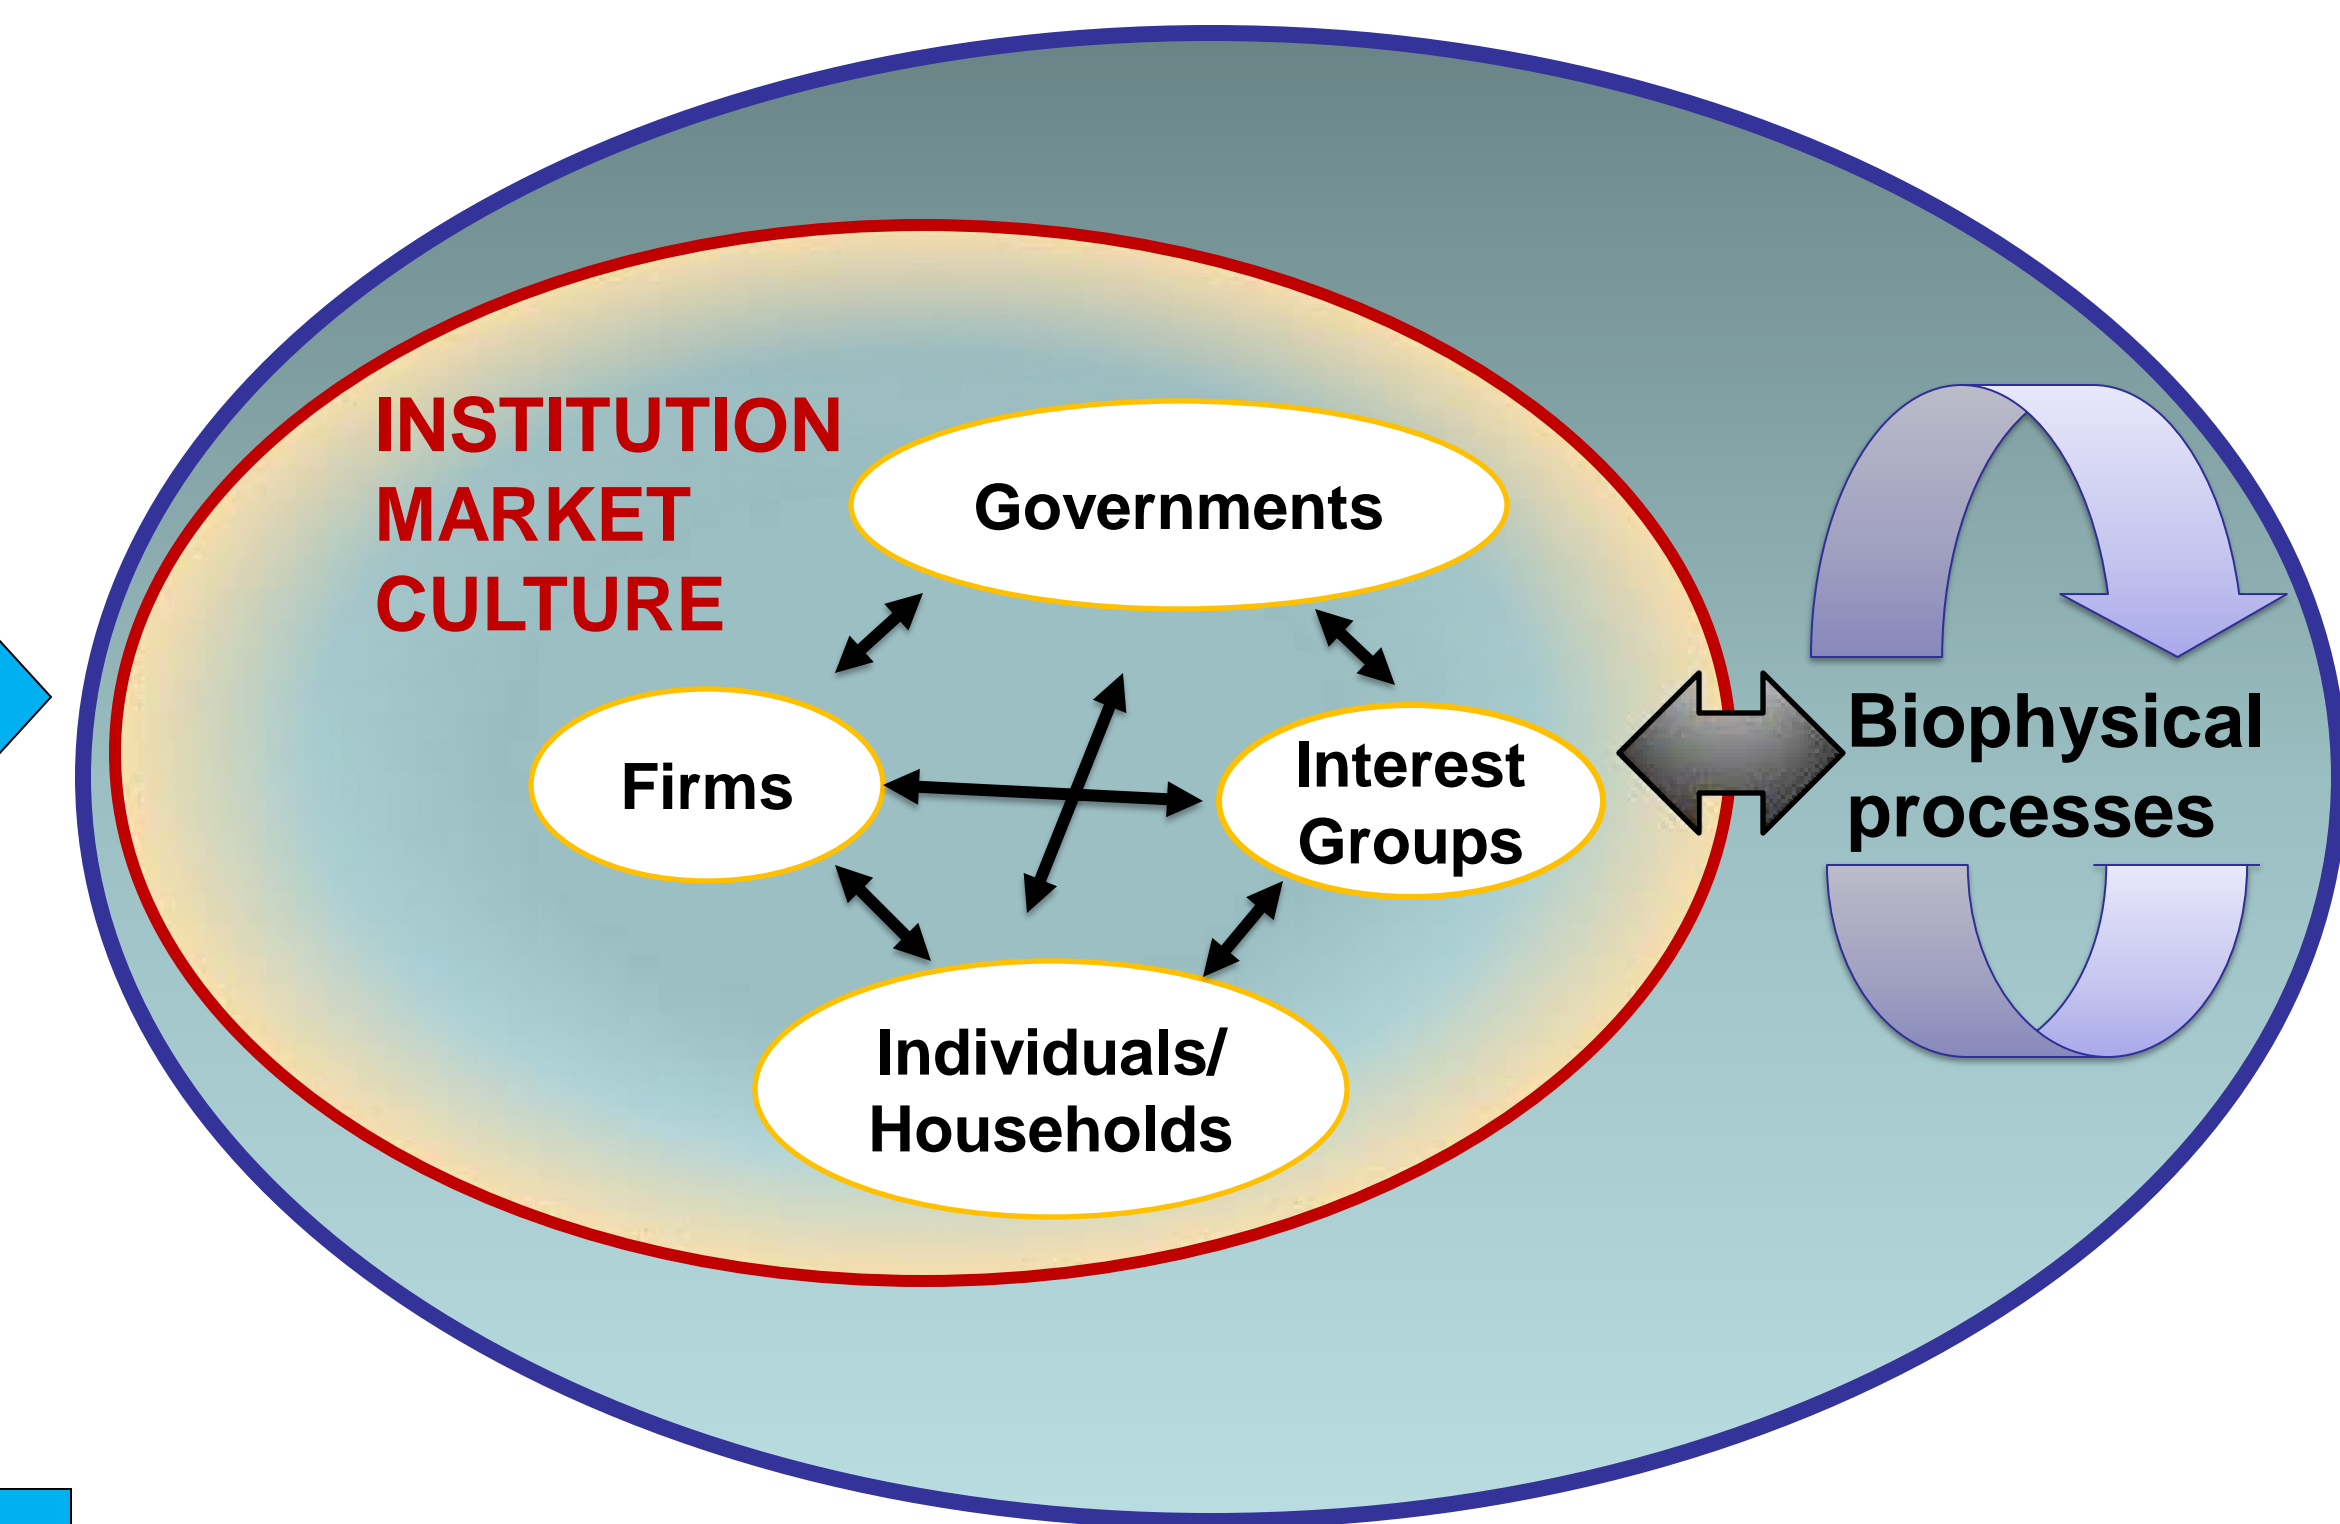 INSTITUTION
MARKET
CULTURE
Governments
Firms
Interest
Groups
Individuals/
Households
Biophysical
processes